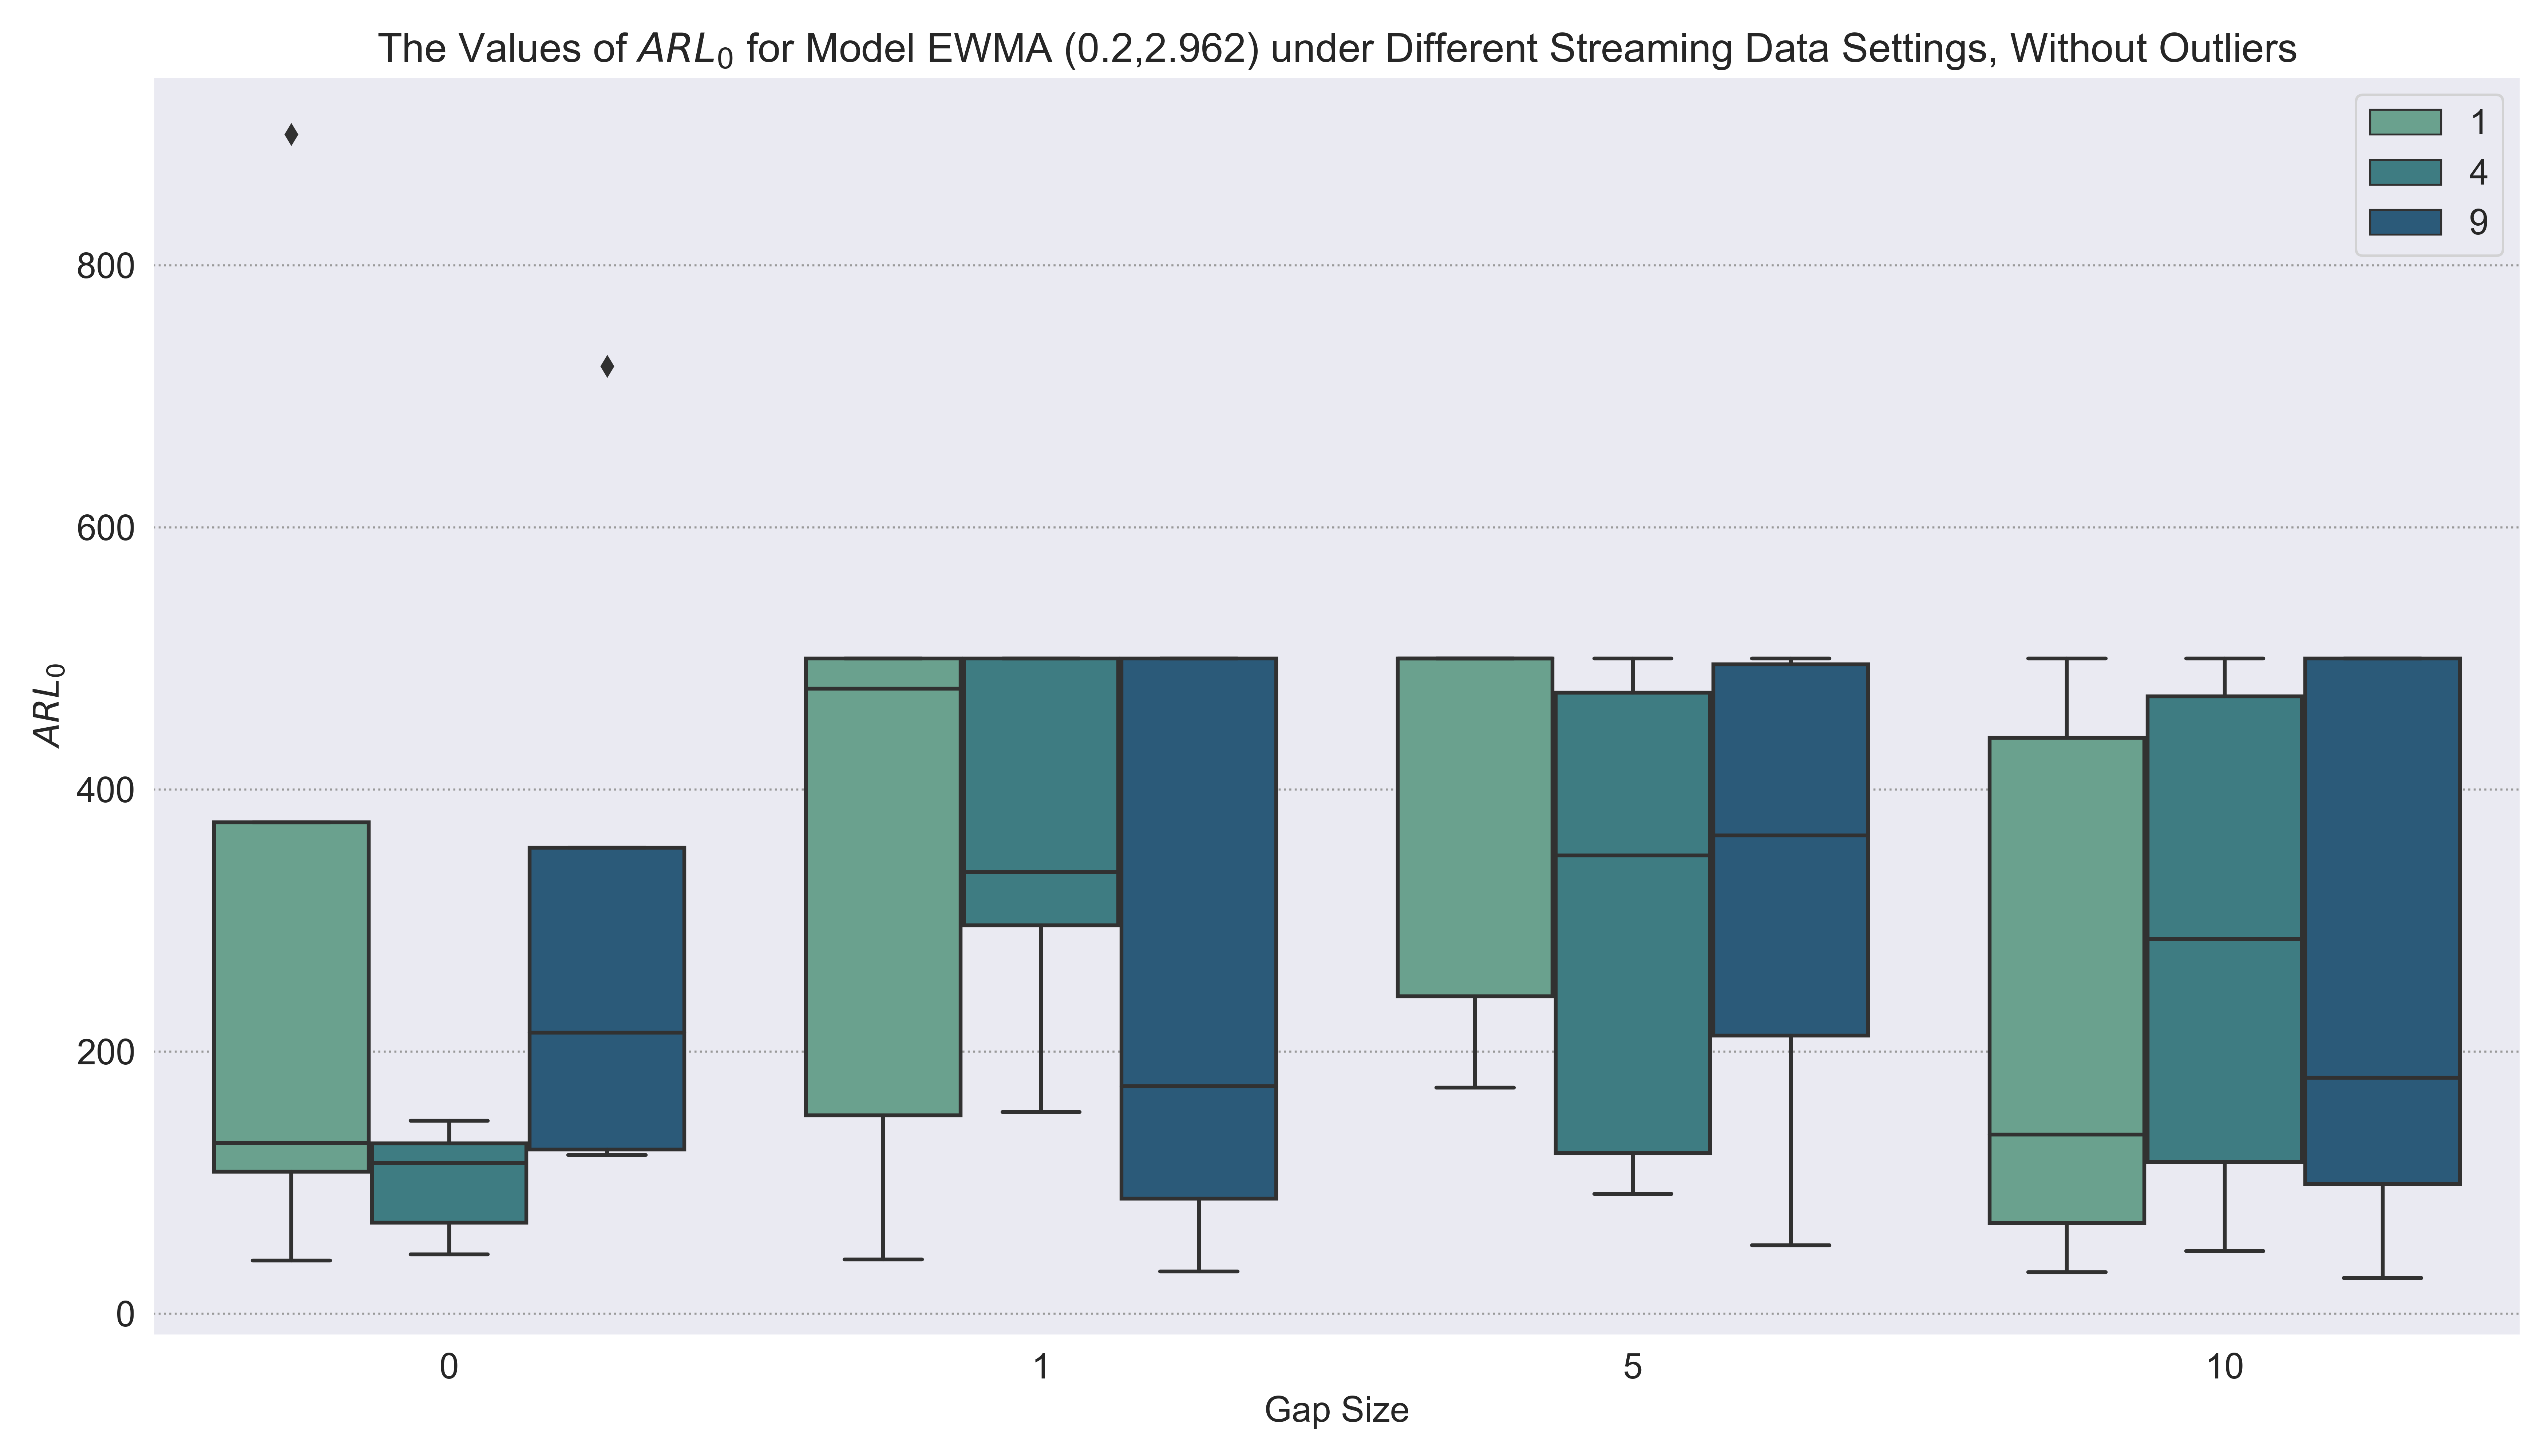 The Values of ARL₀ for Model EWMA (0.2,2.962) under Different Streaming Data Settings, Without Outliers
1
4
9
800
600
400
200
0
ARL₀
0 1 5 10
Gap Size